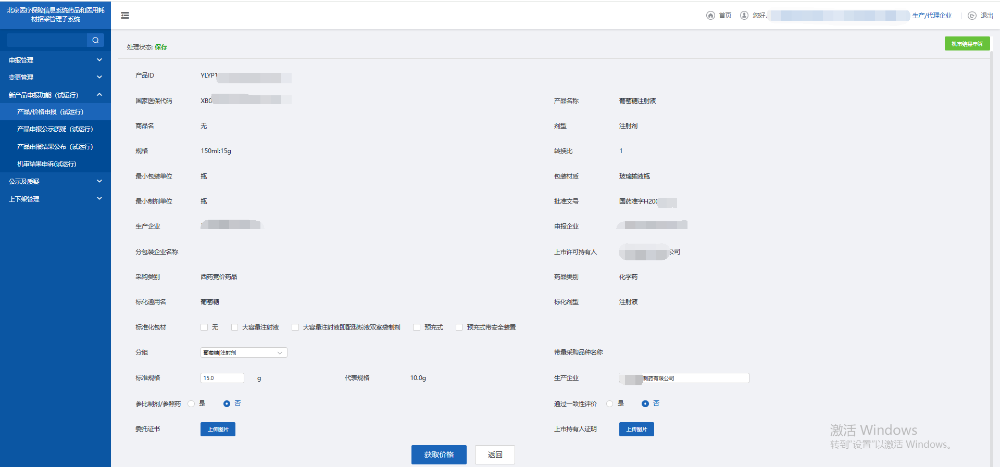 北京医疗保障信息系统药品和医用耗
材招采管理子系统
首页
您好,
生产/代理企业
退出
申报管理
变更管理
新产品申报功能（试运行）
产品/价格申报（试运行）
产品申报公示质疑（试运行）
产品申报结果公布（试运行）
机审结果申诉(试运行)
公示及质疑
上下架管理
处理状态: 保存
机审结果申诉
产品ID YLYP1
国家医保代码 XB0 产品名称 葡萄糖注射液
商品名 无 剂型 注射剂
规格 150ml:15g 转换比 1
最小包装单位 瓶 包装材质 玻璃输液瓶
最小制剂单位 瓶 批准文号 国药准字H200
生产企业 申报企业
分包装企业名称 上市许可持有人 公司
采购类别 西药竞价药品 药品类别 化学药
标化通用名 葡萄糖 标化剂型 注射液
标准化包材 无 大容量注射液 大容量注射液即配型粉液双室袋制剂 预充式 预充式带安全装置
分组 葡萄糖|注射剂 带量采购品种名称
标准规格 15.0 g 代表规格 10.0g 生产企业 制药有限公司
参比制剂/参照药 是 否 通过一致性评价 是 否
委托证书 上传图片 上市持有人证明 上传图片
获取价格 返回
激活 Windows
转到“设置”以激活 Windows。